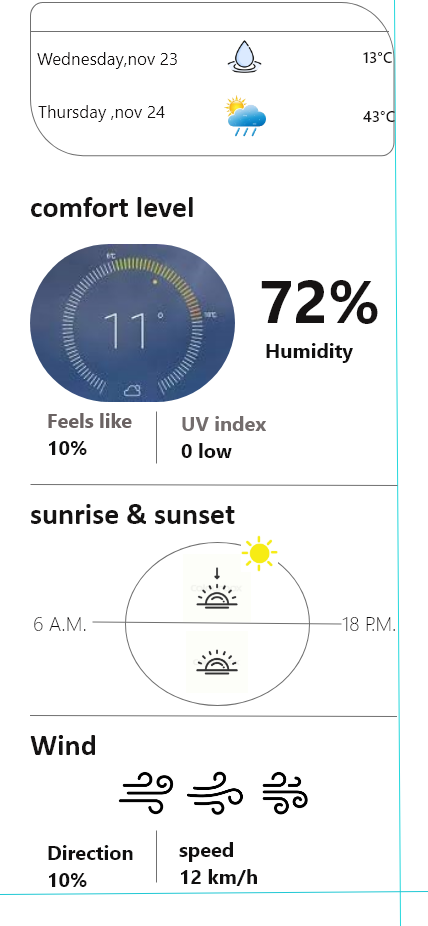 Wednesday,nov 23
13°C
Thursday ,nov 24
43°C
comfort level
6°C
11°
72%
Humidity
Feels like
UV index
10%
0 low
sunrise & sunset
6 A.M.
18 P.M.
Wind
Direction
speed
10%
12 km/h